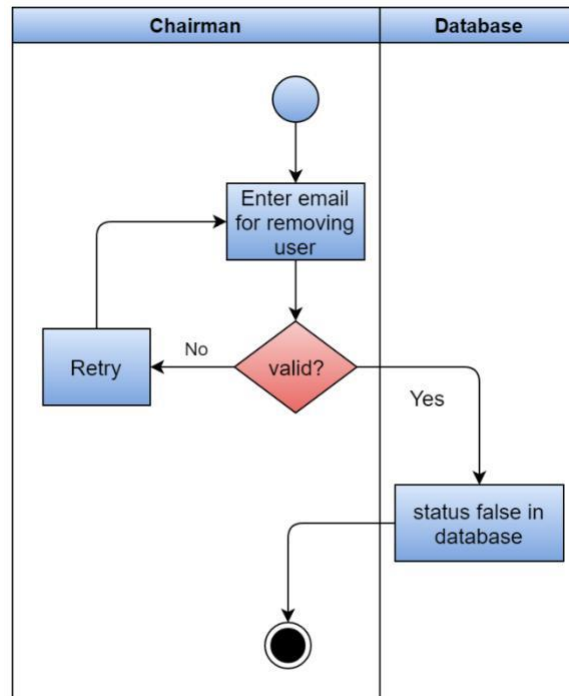 Chairman
Database
Enter email
for removing
user
Retry
No
valid?
Yes
status false in
database